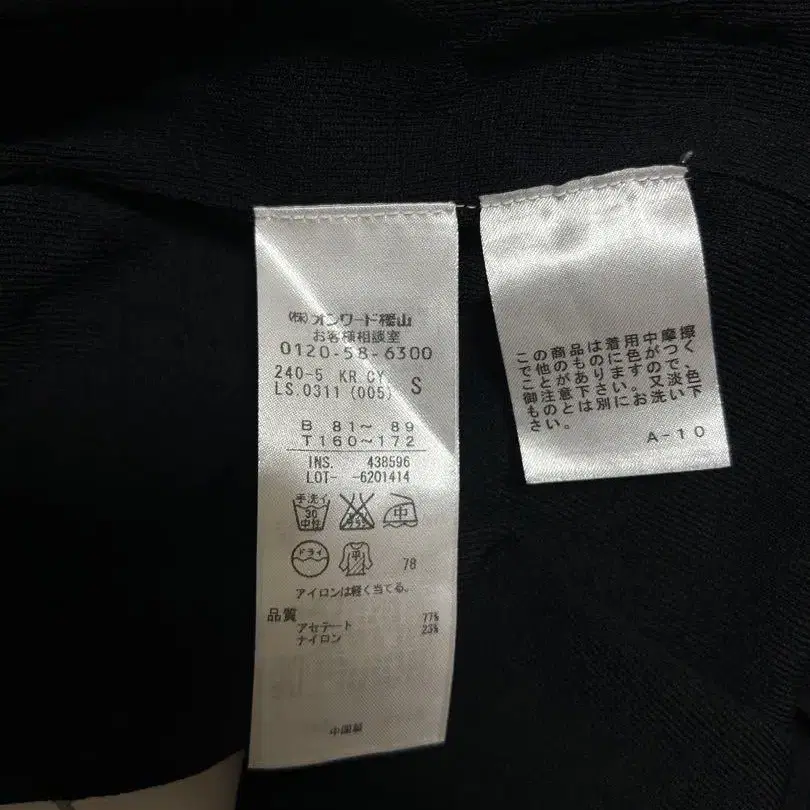 (株)オンワード樫山
お客様相談室
0120-58-6300
240-5 KR CY S
LS.0311 (005)
B 81〜 89
T160〜172
INS. 438596
LOT- -6201414
手洗イ 30 中性 中
ドライ 平 78
アイロンは軽く当てる。
品質
アセテート 77%
ナイロン 23%
この商品は着用中摩擦
で他のものに色がつく
ことがありますので、
御注意下さい。又淡色
ものとは別にお洗い下
さい。
A-10